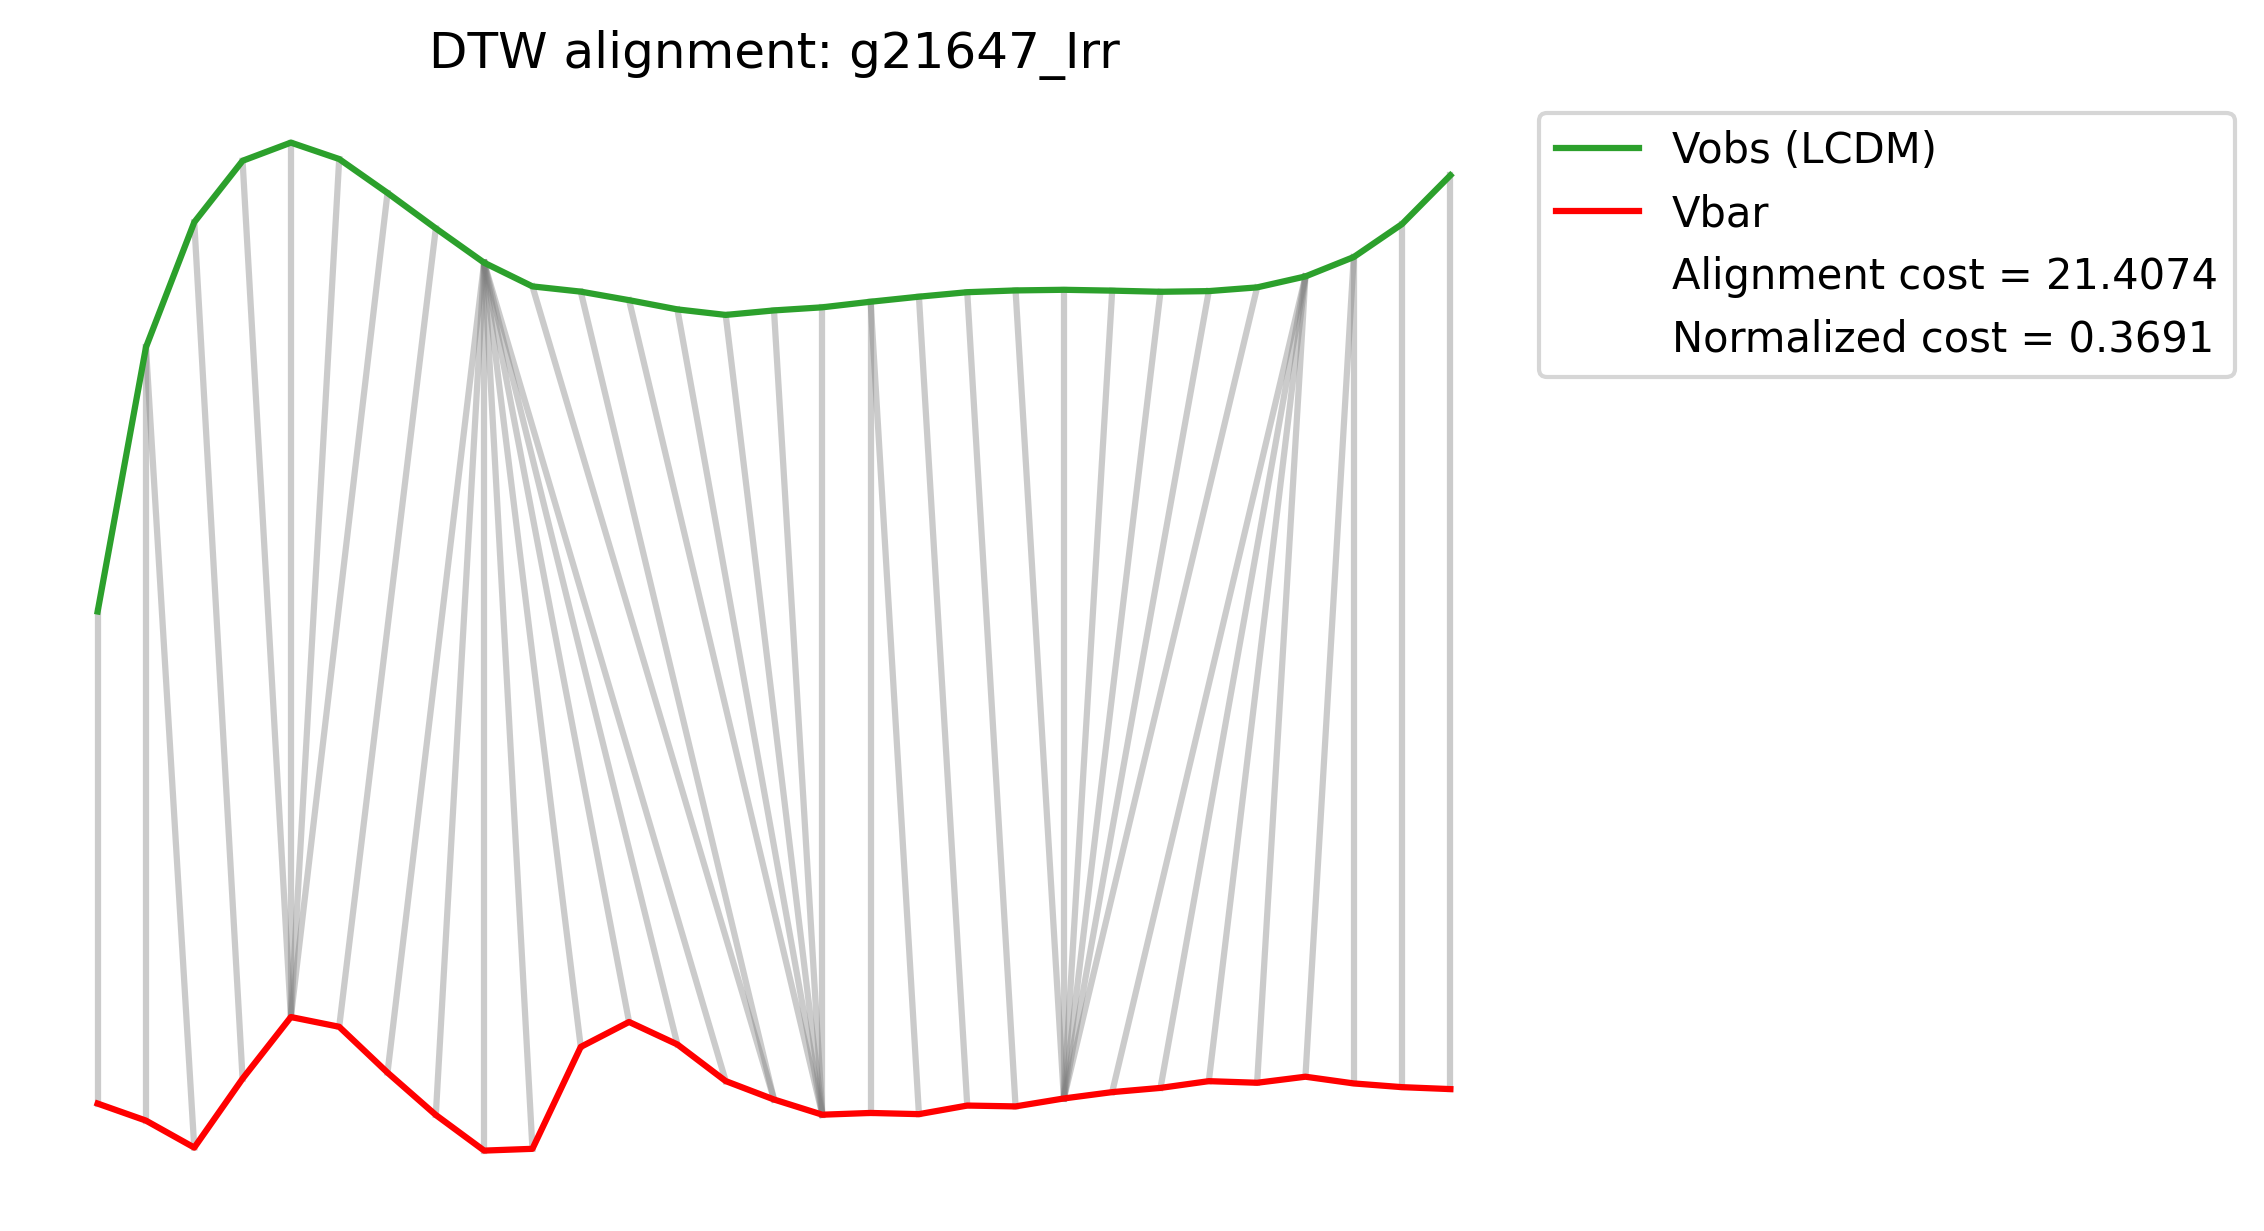 DTW alignment: g21647_Irr
Vobs (LCDM)
Vbar
Alignment cost = 21.4074
Normalized cost = 0.3691